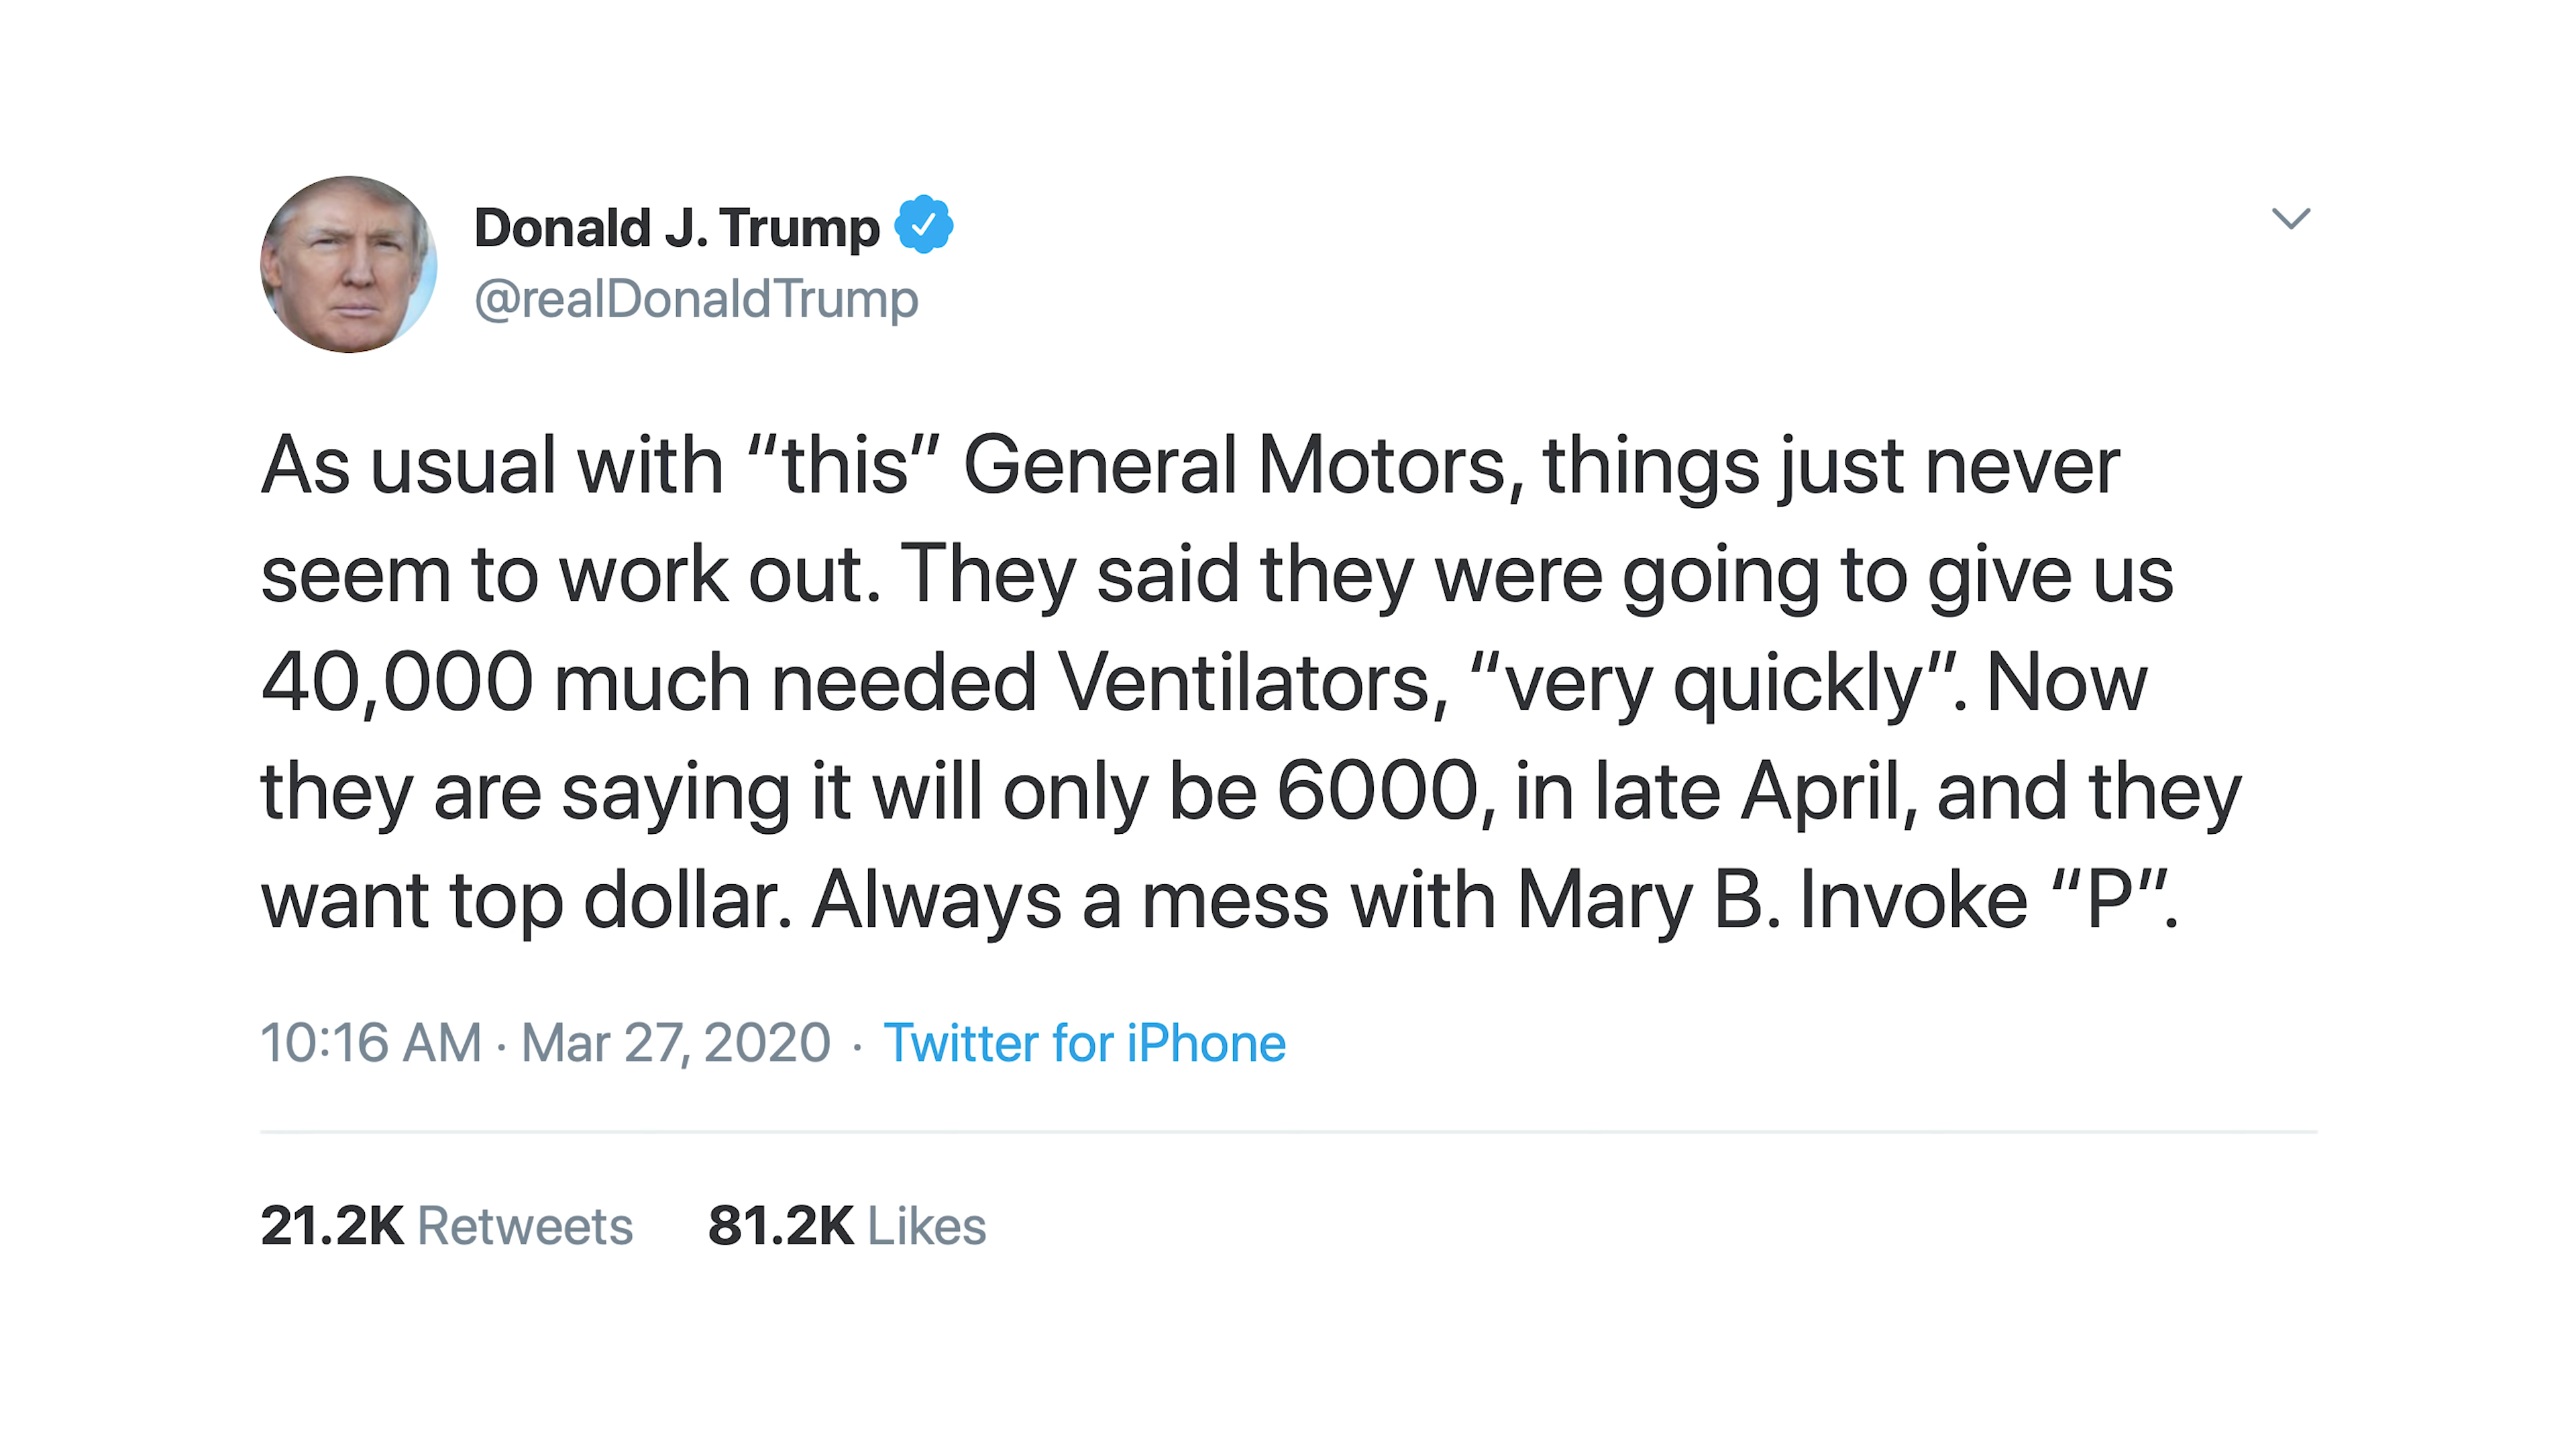 Donald J. Trump
@realDonaldTrump
As usual with “this” General Motors, things just never
seem to work out. They said they were going to give us
40,000 much needed Ventilators, “very quickly”. Now
they are saying it will only be 6000, in late April, and they
want top dollar. Always a mess with Mary B. Invoke “P”.
10:16 AM · Mar 27, 2020 · Twitter for iPhone
21.2K Retweets 81.2K Likes